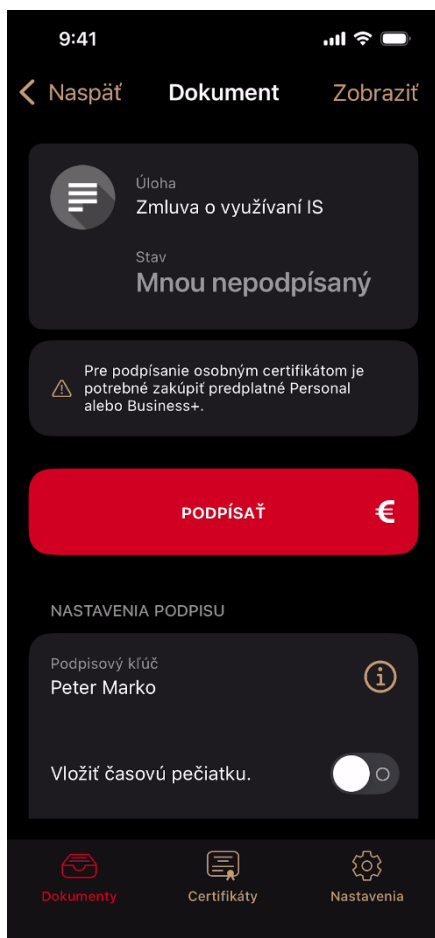 9:41
Naspäť Dokument Zobraziť
Úloha
Zmluva o využívaní IS
Stav
Mnou nepodpísaný
Pre podpísanie osobným certifikátom je
potrebné zakúpiť predplatné Personal
alebo Business+.
PODPÍSAŤ €
NASTAVENIA PODPISU
Podpisový kľúč
Peter Marko
Vložiť časovú pečiatku.
Dokumenty Certifikáty Nastavenia